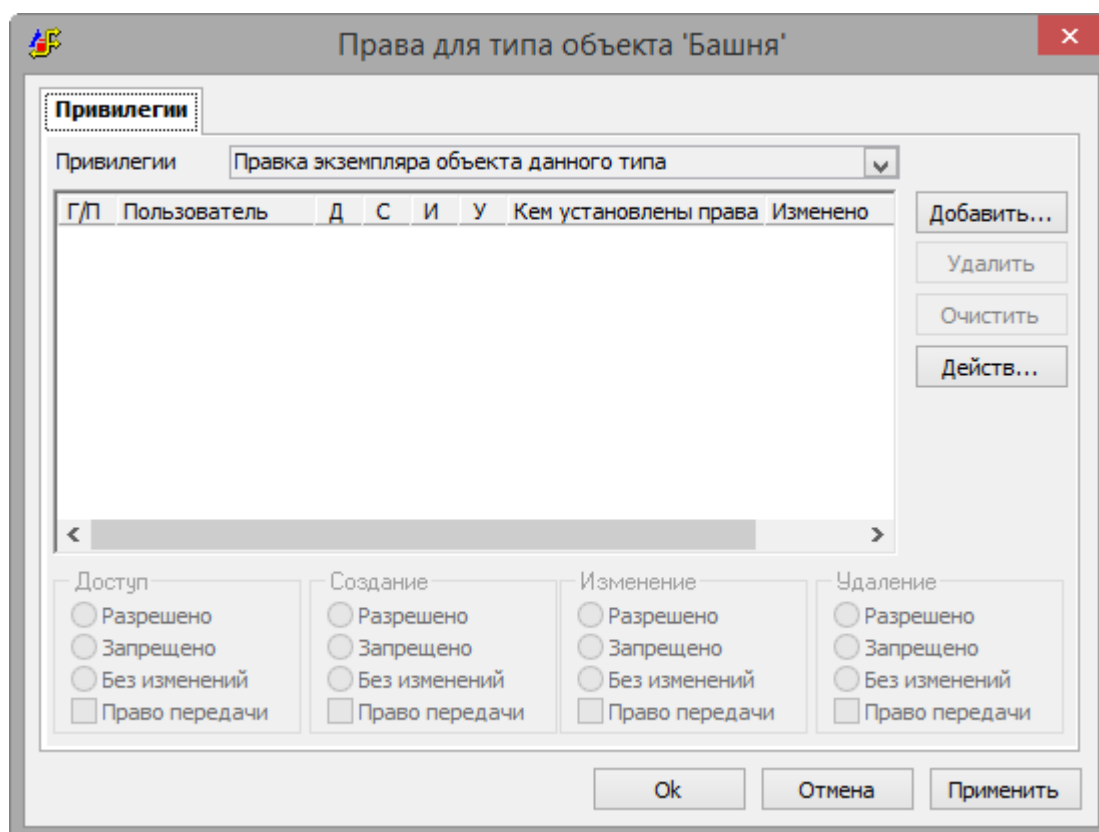 Права для типа объекта 'Башня'
Привилегии
Привилегии Правка экземпляра объекта данного типа
Г/П Пользователь Д С И У Кем установлены права Изменено
Добавить...
Удалить
Очистить
Действ...
Доступ Создание Изменение Удаление
Разрешено Разрешено Разрешено Разрешено
Запрещено Запрещено Запрещено Запрещено
Без изменений Без изменений Без изменений Без изменений
Право передачи Право передачи Право передачи Право передачи
Ok Отмена Применить